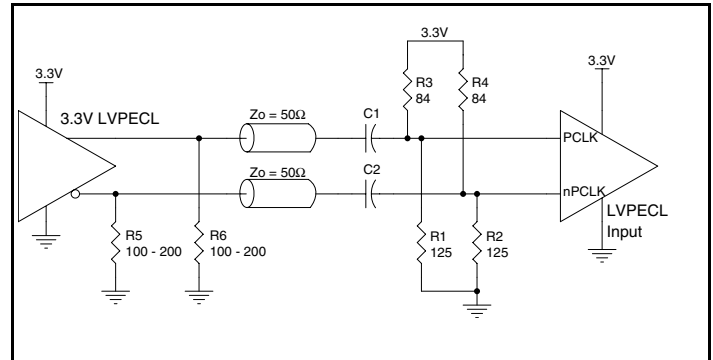 3.3V
3.3V
R3
84
R4
84
3.3V
3.3V LVPECL
Zo = 50Ω
C1
PCLK
Zo = 50Ω
C2
nPCLK
LVPECL
Input
R5
100 - 200
R6
100 - 200
R1
125
R2
125